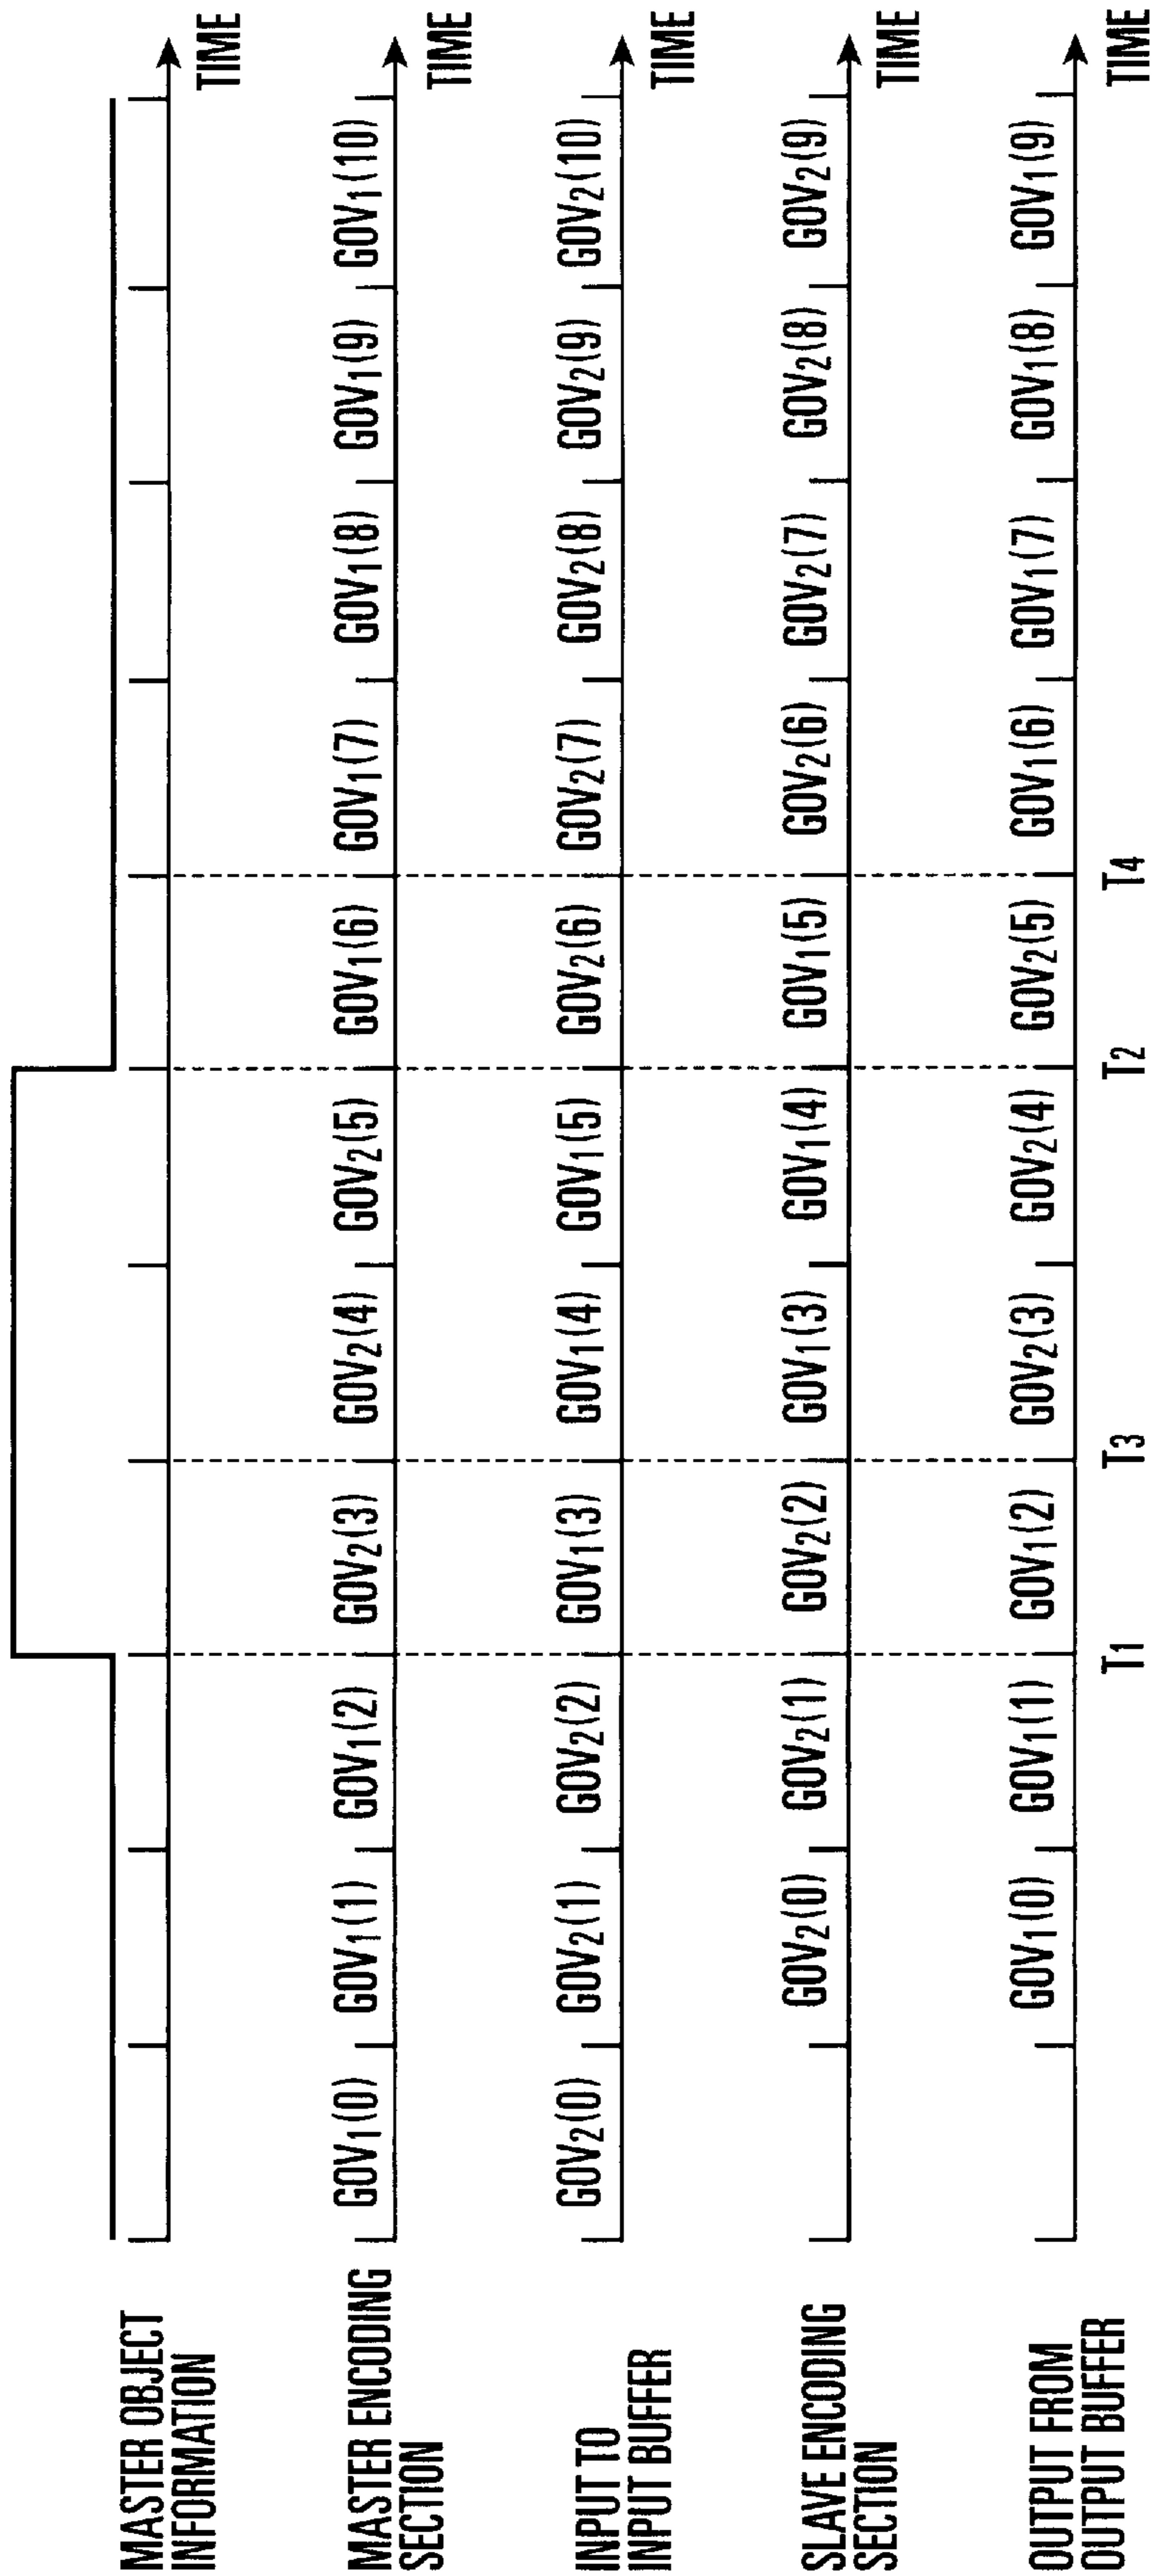 MASTER OBJECT
INFORMATION
TIME
MASTER ENCODING
SECTION
GOV1(0) GOV1(1) GOV1(2) GOV2(3) GOV2(4) GOV2(5) GOV1(6) GOV1(7) GOV1(8) GOV1(9) GOV1(10)
TIME
INPUT TO
INPUT BUFFER
GOV2(0) GOV2(1) GOV2(2) GOV1(3) GOV1(4) GOV1(5) GOV2(6) GOV2(7) GOV2(8) GOV2(9) GOV2(10)
TIME
SLAVE ENCODING
SECTION
GOV2(0) GOV2(1) GOV2(2) GOV1(3) GOV1(4) GOV1(5) GOV2(6) GOV2(7) GOV2(8) GOV2(9)
TIME
OUTPUT FROM
OUTPUT BUFFER
GOV1(0) GOV1(1) GOV1(2) GOV2(3) GOV2(4) GOV2(5) GOV1(6) GOV1(7) GOV1(8) GOV1(9)
TIME
T1 T3 T2 T4